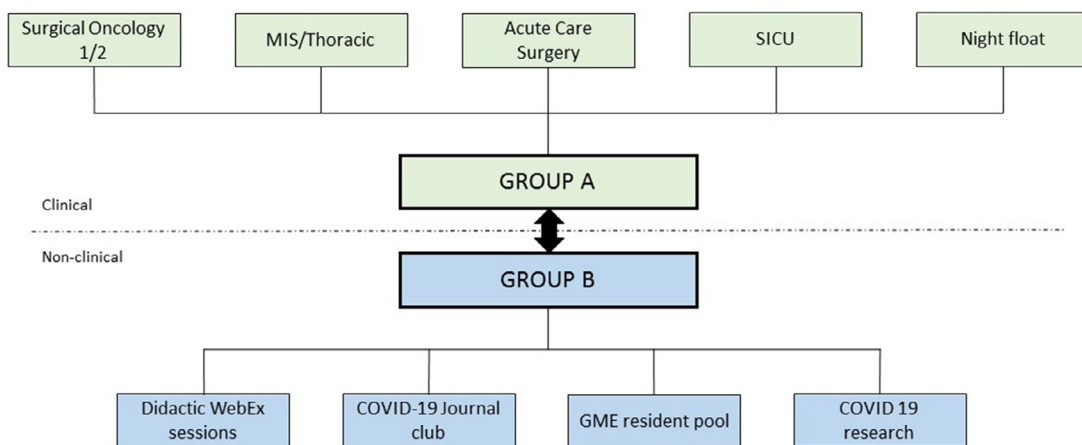 Surgical Oncology
1/2
MIS/Thoracic
Acute Care
Surgery
SICU
Night float
GROUP A
Clinical
Non-clinical
GROUP B
Didactic WebEx
sessions
COVID-19 Journal
club
GME resident pool
COVID 19
research